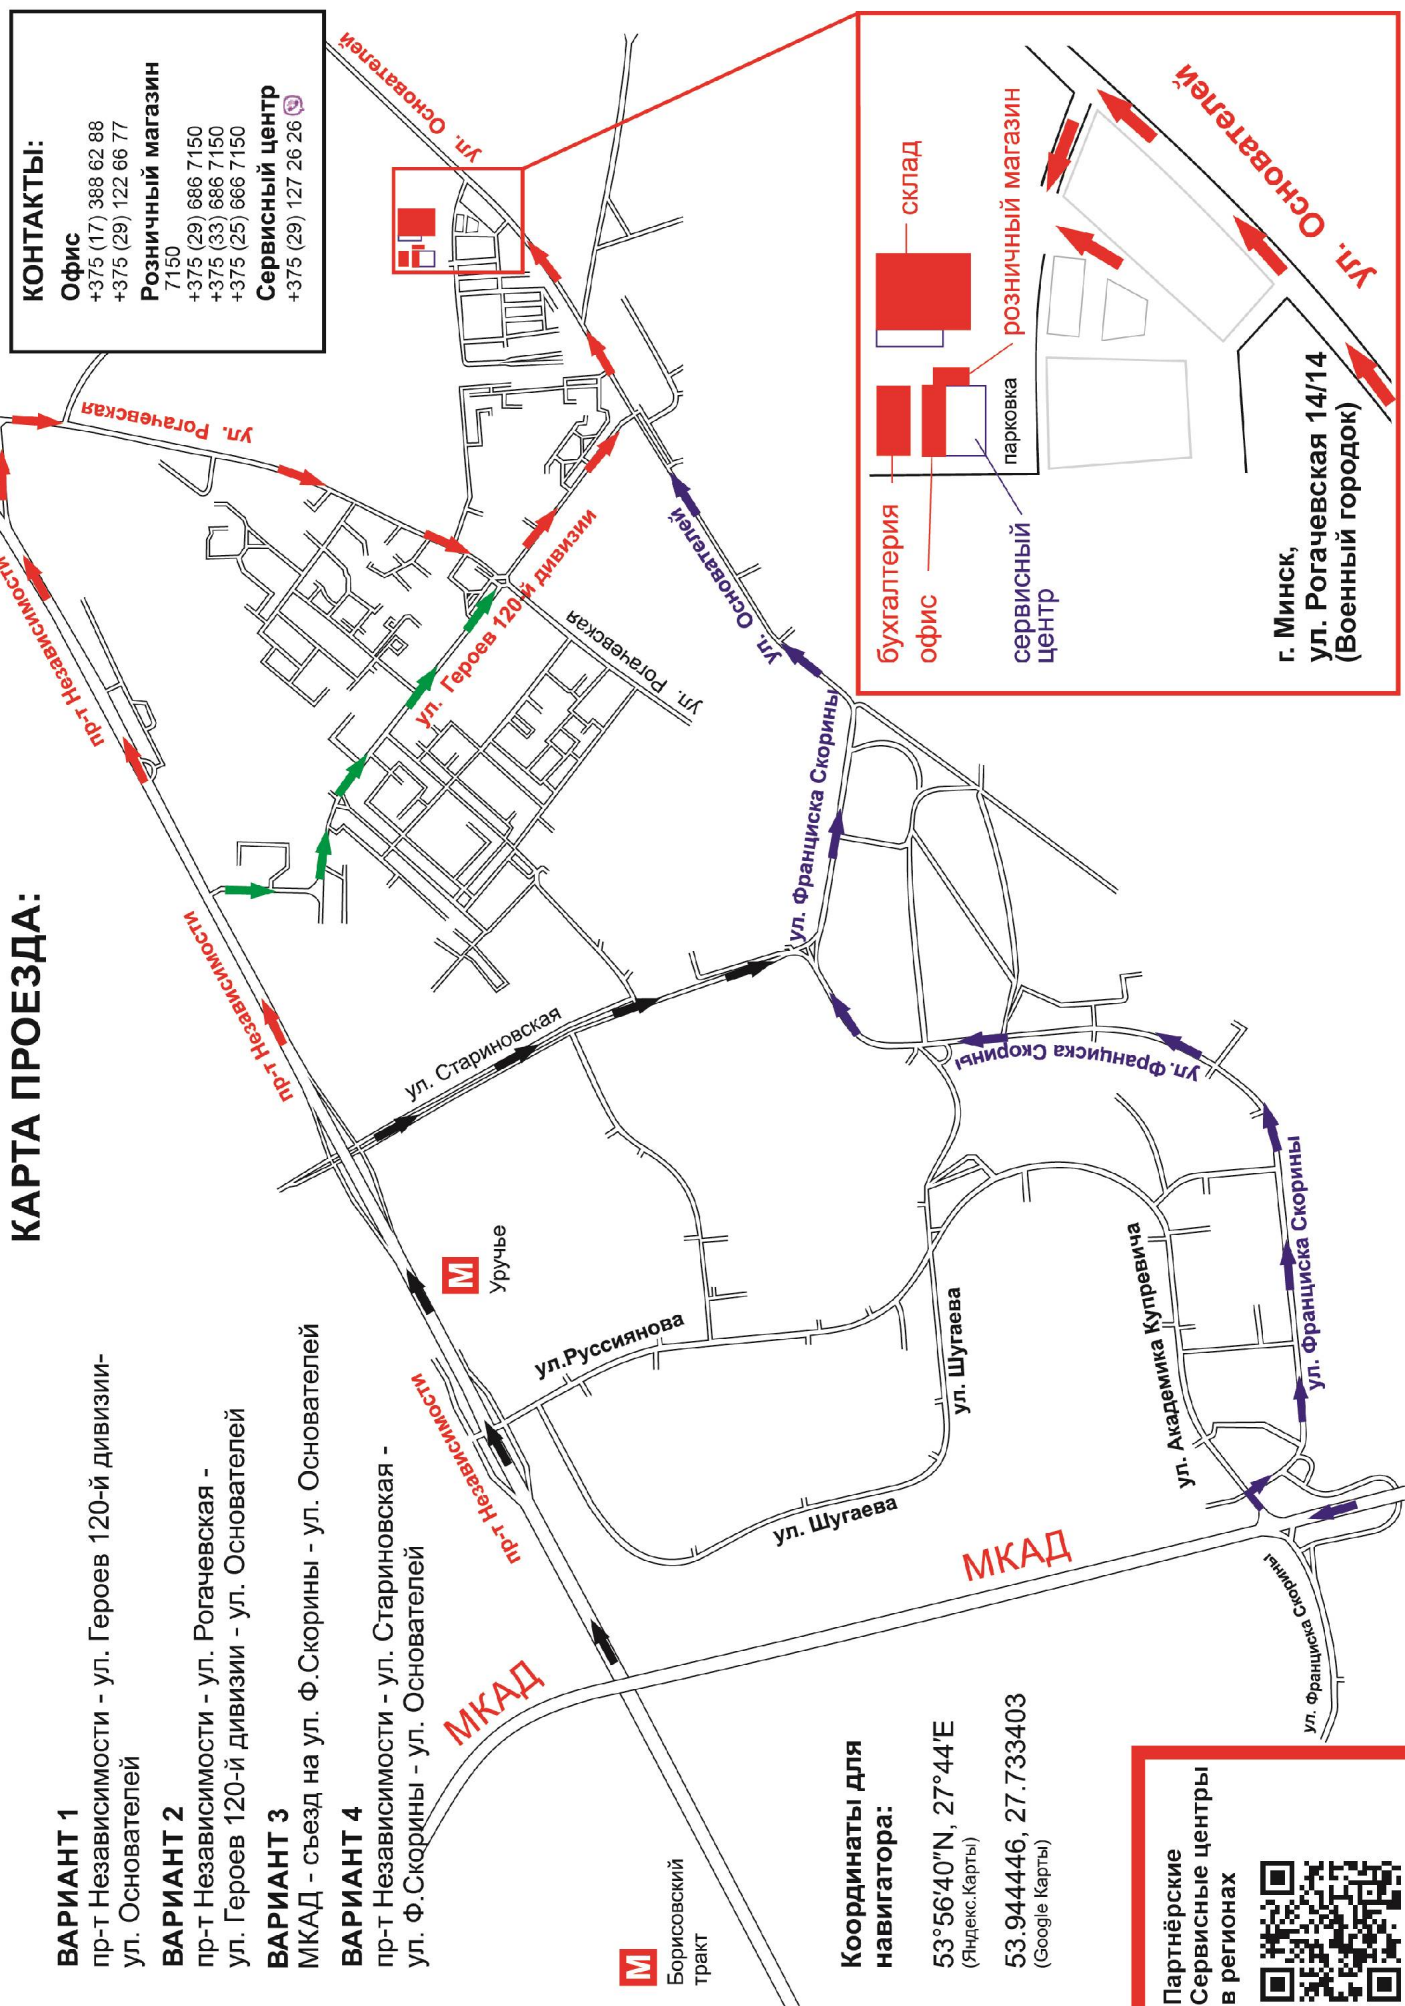 КАРТА ПРОЕЗДА:
ВАРИАНТ 1
пр-т Независимости - ул. Героев 120-й дивизии-
ул. Основателей
ВАРИАНТ 2
пр-т Независимости - ул. Рогачевская -
ул. Героев 120-й дивизии - ул. Основателей
ВАРИАНТ 3
МКАД - съезд на ул. Ф.Скорины - ул. Основателей
ВАРИАНТ 4
пр-т Независимости - ул. Стариновская -
ул. Ф.Скорины - ул. Основателей
КОНТАКТЫ:
Офис
+375 (17) 388 62 88
+375 (29) 122 66 77
Розничный магазин
7150
+375 (29) 686 7150
+375 (33) 686 7150
+375 (25) 666 7150
Сервисный центр
+375 (29) 127 26 26
пр-т Независимости
пр-т Независимости
пр-т Независимости
ул. Рогачевская
ул. Основателей
ул. Героев 120-й дивизии
ул. Рогачевская
ул. Стариновская
М
Уручье
ул.Руссиянова
ул. Шугаева
ул. Шугаева
ул. Основателей
ул. Франциска Скорины
ул. Франциска Скорины
ул. Академика Купревича
ул. Франциска Скорины
ул. Франциска Скорины
МКАД
МКАД
М
Борисовский
тракт
Координаты для
навигатора:
53°56'40"N, 27°44'E
(Яндекс.Карты)
53.944446, 27.733403
(Google Карты)
Партнёрские
Сервисные центры
в регионах
бухгалтерия
офис
сервисный
центр
парковка
склад
розничный магазин
ул. Основателей
г. Минск,
ул. Рогачевская 14/14
(Военный городок)